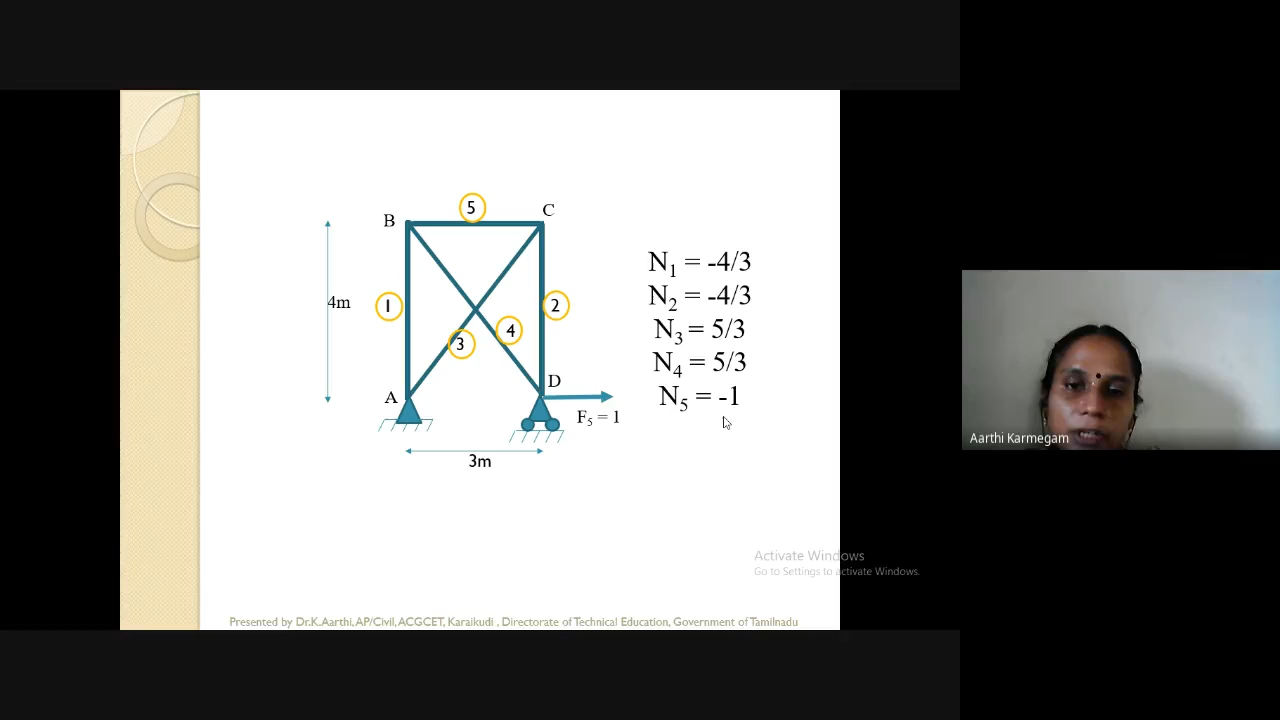 5
B
C
N₁ = -4/3
N₂ = -4/3
4m
1
2
N₃ = 5/3
3
4
N₄ = 5/3
D
A
N₅ = -1
F₅ = 1
3m
Aarthi Karmegam
Activate Windows
Go to Settings to activate Windows.
Presented by Dr.K.Aarthi, AP/Civil, ACGCET, Karaikudi , Directorate of Technical Education, Government of Tamilnadu